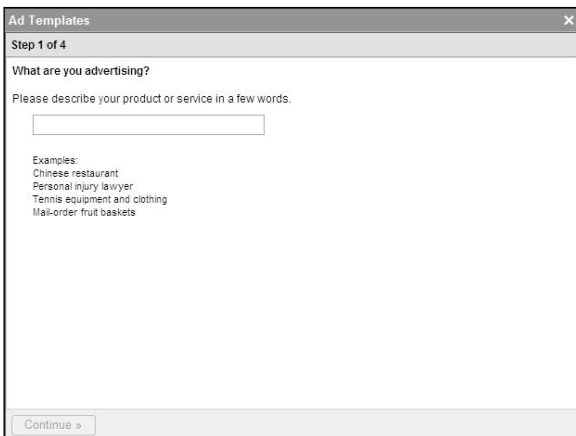 Ad Templates
Step 1 of 4
What are you advertising?
Please describe your product or service in a few words.
Examples:
Chinese restaurant
Personal injury lawyer
Tennis equipment and clothing
Mail-order fruit baskets
Continue »